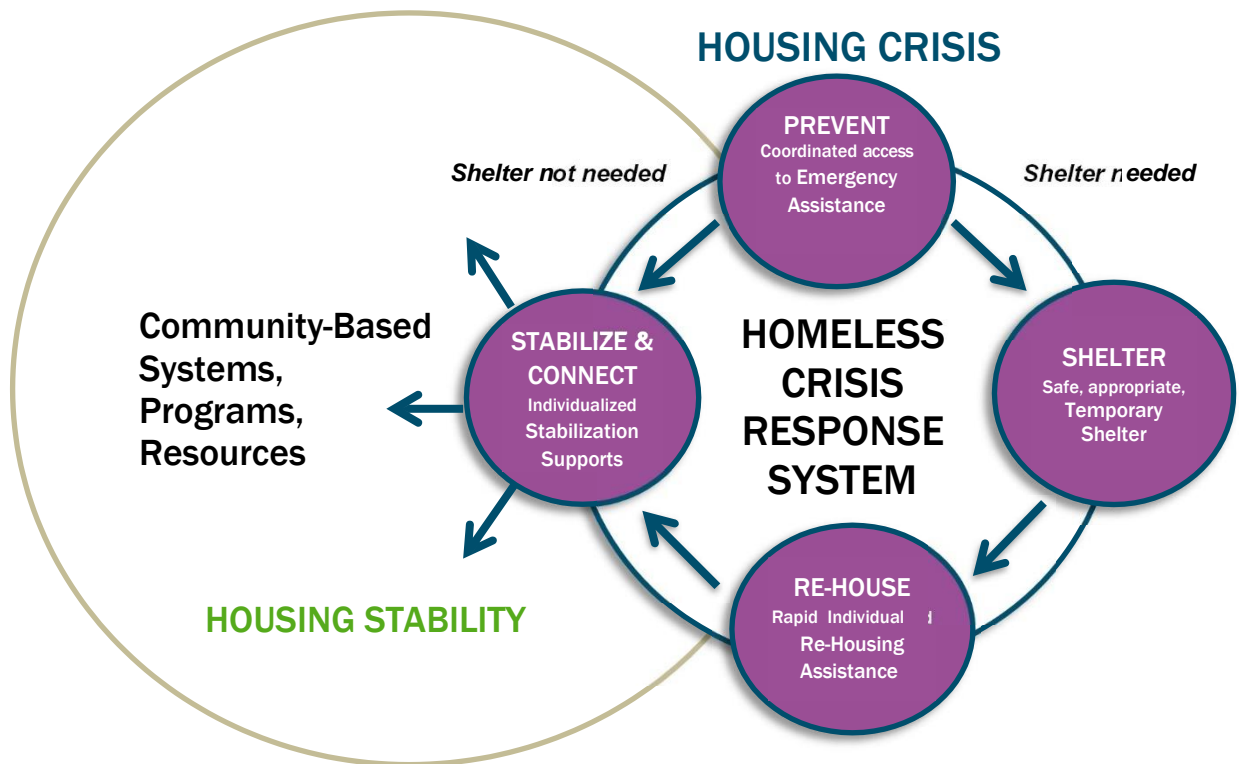 HOUSING CRISIS
PREVENT
Coordinated access
to Emergency
Assistance
Shelter not needed
Shelter needed
Community-Based
Systems,
Programs,
Resources
STABILIZE &
CONNECT
Individualized
Stabilization
Supports
HOMELESS
CRISIS
RESPONSE
SYSTEM
SHELTER
Safe, appropriate,
Temporary
Shelter
HOUSING STABILITY
RE-HOUSE
Rapid Individual
Re-Housing
Assistance